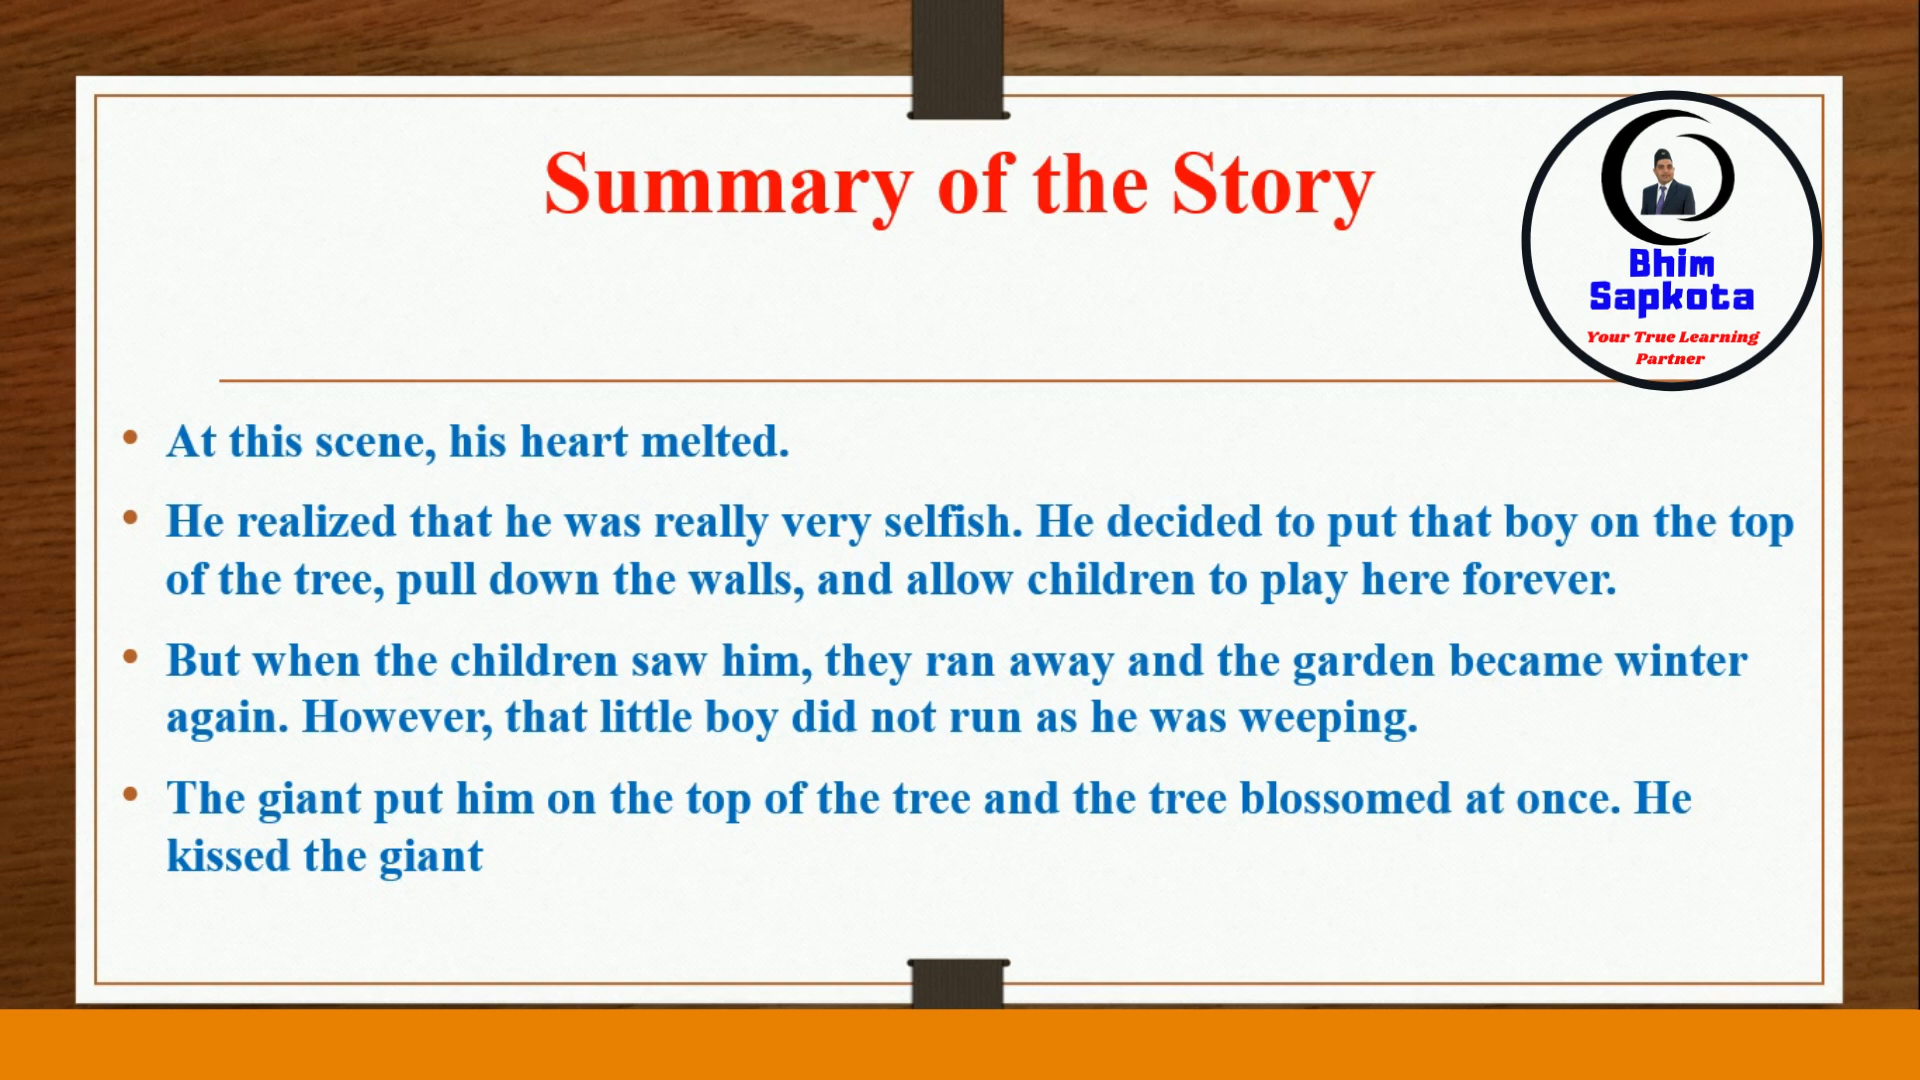 Summary of the Story
Bhim
Sapkota
Your True Learning
Partner
• At this scene, his heart melted.
• He realized that he was really very selfish. He decided to put that boy on the top
of the tree, pull down the walls, and allow children to play here forever.
• But when the children saw him, they ran away and the garden became winter
again. However, that little boy did not run as he was weeping.
• The giant put him on the top of the tree and the tree blossomed at once. He
kissed the giant